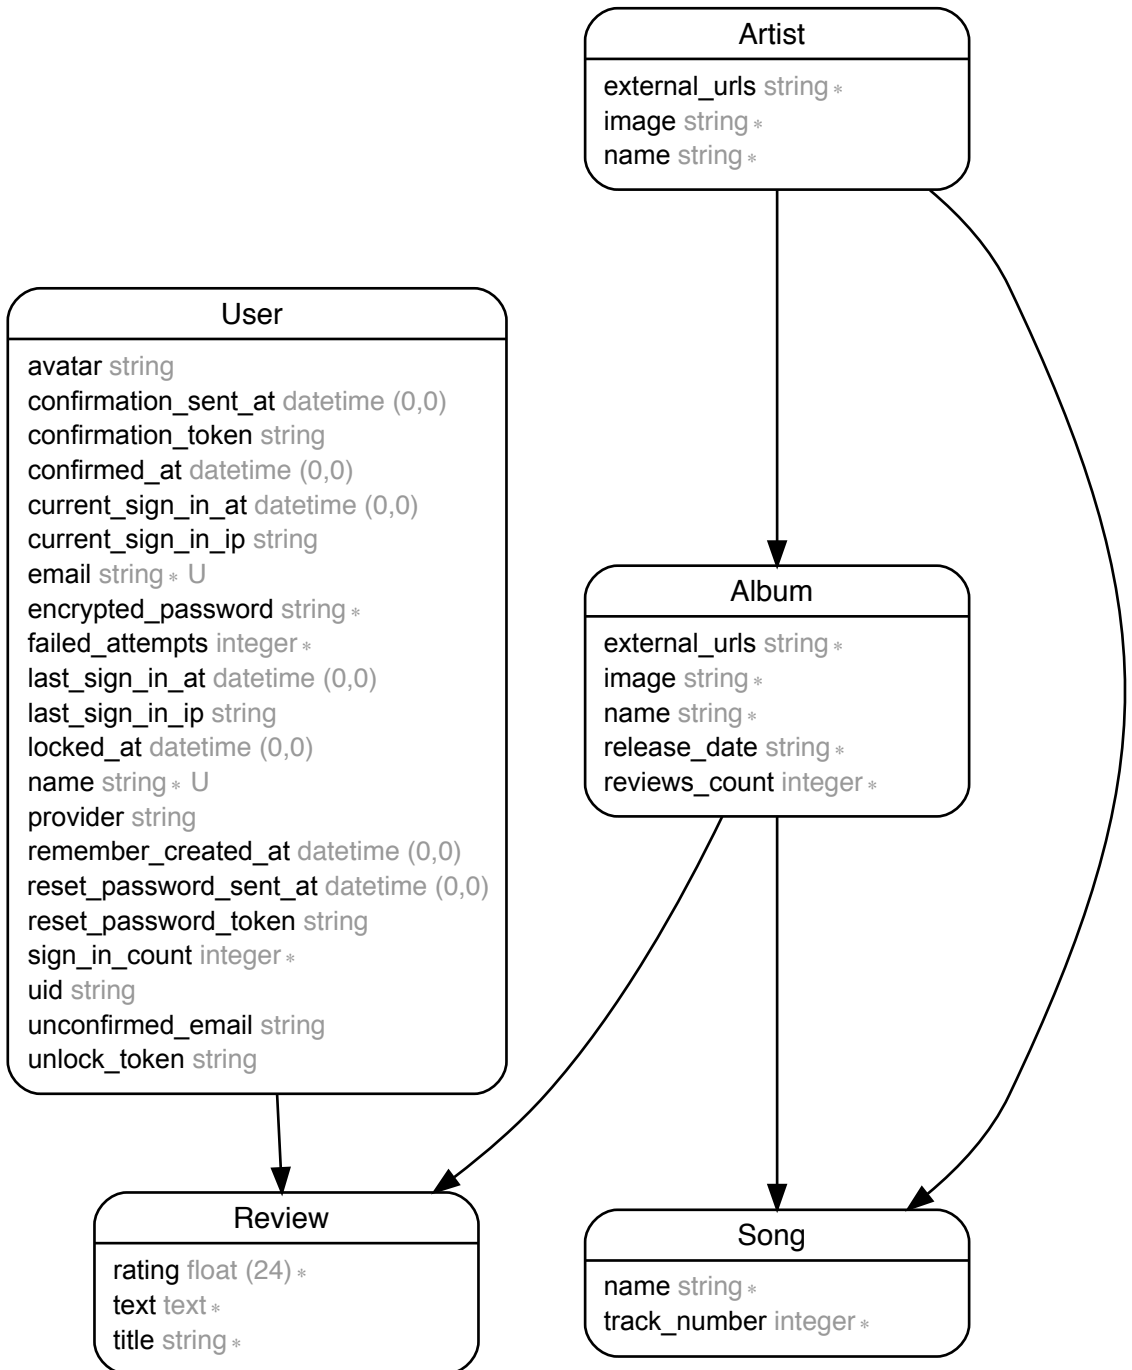 Artist
external_urls string *
image string *
name string *
User
avatar string
confirmation_sent_at datetime (0,0)
confirmation_token string
confirmed_at datetime (0,0)
current_sign_in_at datetime (0,0)
current_sign_in_ip string
email string * U
encrypted_password string *
failed_attempts integer *
last_sign_in_at datetime (0,0)
last_sign_in_ip string
locked_at datetime (0,0)
name string * U
provider string
remember_created_at datetime (0,0)
reset_password_sent_at datetime (0,0)
reset_password_token string
sign_in_count integer *
uid string
unconfirmed_email string
unlock_token string
Album
external_urls string *
image string *
name string *
release_date string *
reviews_count integer *
Review
rating float (24) *
text text *
title string *
Song
name string *
track_number integer *